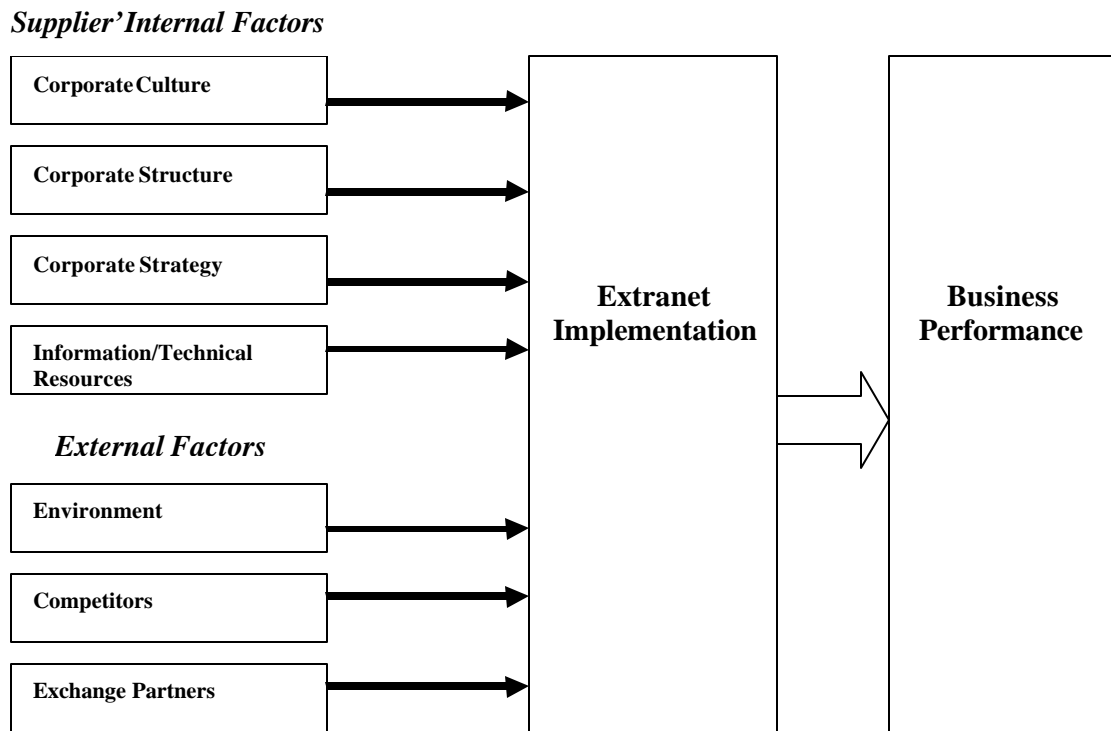 Supplier' Internal Factors
Corporate Culture
Corporate Structure
Corporate Strategy
Information/Technical
Resources
External Factors
Environment
Competitors
Exchange Partners
Extranet
Implementation
Business
Performance